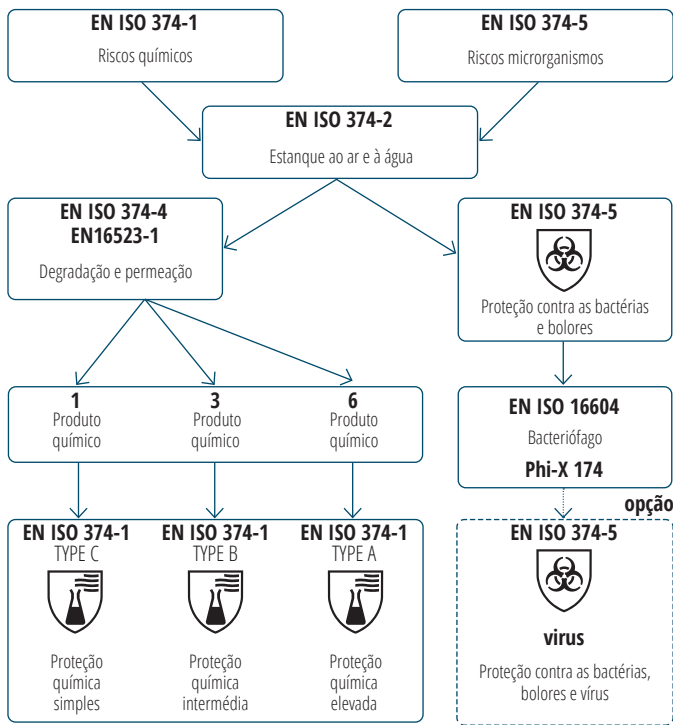 EN ISO 374-1
Riscos químicos
EN ISO 374-5
Riscos microrganismos
EN ISO 374-2
Estanque ao ar e à água
EN ISO 374-4
EN16523-1
Degradação e permeação
EN ISO 374-5
Proteção contra as bactérias
e bolores
1
Produto
químico
3
Produto
químico
6
Produto
químico
EN ISO 16604
Bacteriófago
Phi-X 174
opção
EN ISO 374-1
TYPE C
Proteção
química
simples
EN ISO 374-1
TYPE B
Proteção
química
intermédia
EN ISO 374-1
TYPE A
Proteção
química
elevada
EN ISO 374-5
virus
Proteção contra as bactérias,
bolores e vírus